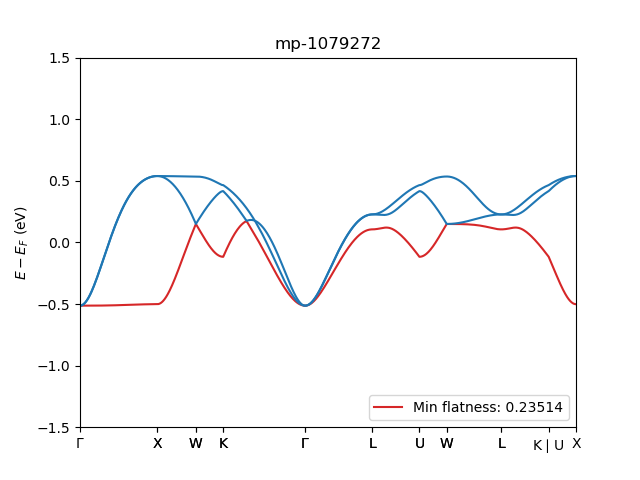 mp-1079272
E − E_F (eV)
1.5
1.0
0.5
0.0
−0.5
−1.0
−1.5
Min flatness: 0.23514
Γ X W K Γ L U W L K | U X